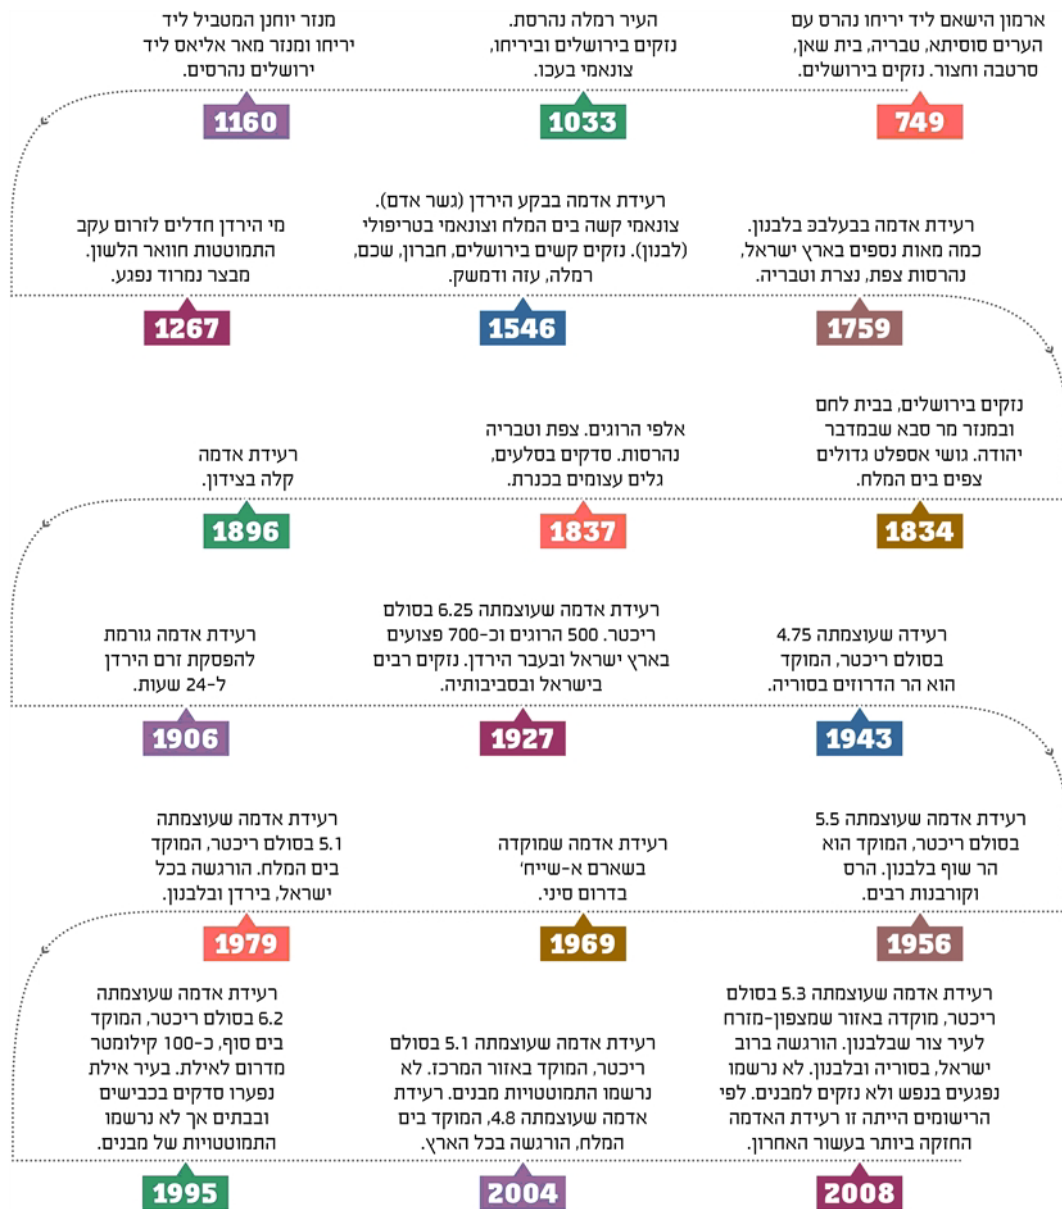 ארמון הישאם ליד יריחו נהרס עם
הערים סוסיתא, טבריה, בית שאן,
סרטבה וחצור. נזקים בירושלים.
749
העיר רמלה נהרסת.
נזקים בירושלים וביריחו,
צונאמי בעכו.
1033
מנזר יוחנן המטביל ליד
יריחו ומנזר מאר אליאס ליד
ירושלים נהרסים.
1160
מי הירדן חדלים לזרום עקב
התמוטטות חוואר הלשון.
מבצר נמרוד נפגע.
1267
רעידת אדמה בבקע הירדן (גשר אדם).
צונאמי קשה בים המלח וצונאמי בטריפולי
(לבנון). נזקים קשים בירושלים, חברון, שכם,
רמלה, עזה ודמשק.
1546
רעידת אדמה בבעלבכּ בלבנון.
כמה מאות נספים בארץ ישראל,
נהרסות צפת, נצרת וטבריה.
1759
נזקים בירושלים, בבית לחם
ובמנזר מר סבא שבמדבר
יהודה. גושי אספלט גדולים
צפים בים המלח.
1834
אלפי הרוגים. צפת וטבריה
נהרסות. סדקים בסלעים,
גלים עצומים בכנרת.
1837
רעידת אדמה
קלה בצידון.
1896
רעידת אדמה גורמת
להפסקת זרם הירדן
ל-24 שעות.
1906
רעידת אדמה שעוצמתה 6.25 בסולם
ריכטר. 500 הרוגים וכ-700 פצועים
בארץ ישראל ובעבר הירדן. נזקים רבים
בישראל ובסביבותיה.
1927
רעידה שעוצמתה 4.75
בסולם ריכטר, המוקד
הוא הר הדרוזים בסוריה.
1943
רעידת אדמה שעוצמתה 5.5
בסולם ריכטר, המוקד הוא
הר שוף בלבנון. הרס
וקורבנות רבים.
1956
רעידת אדמה שמוקדה
בשארם א-שייח'
בדרום סיני.
1969
רעידת אדמה שעוצמתה
5.1 בסולם ריכטר, המוקד
בים המלח. הורגשה בכל
ישראל, בירדן ובלבנון.
1979
רעידת אדמה שעוצמתה
6.2 בסולם ריכטר, המוקד
בים סוף, כ-100 קילומטר
מדרום לאילת. בעיר אילת
נפערו סדקים בכבישים
ובבתים אך לא נרשמו
התמוטטויות של מבנים.
1995
רעידת אדמה שעוצמתה 5.1 בסולם
ריכטר, המוקד באזור המרכז. לא
נרשמו התמוטטויות מבנים. רעידת
אדמה שעוצמתה 4.8, המוקד בים
המלח, הורגשה בכל הארץ.
2004
רעידת אדמה שעוצמתה 5.3 בסולם
ריכטר, מוקדה באזור שמצפון-מזרח
לעיר צור שבלבנון. הורגשה ברוב
ישראל, בסוריה ובלבנון. לא נרשמו
נפגעים בנפש ולא נזקים למבנים. לפי
הרישומים הייתה זו רעידת האדמה
החזקה ביותר בעשור האחרון.
2008